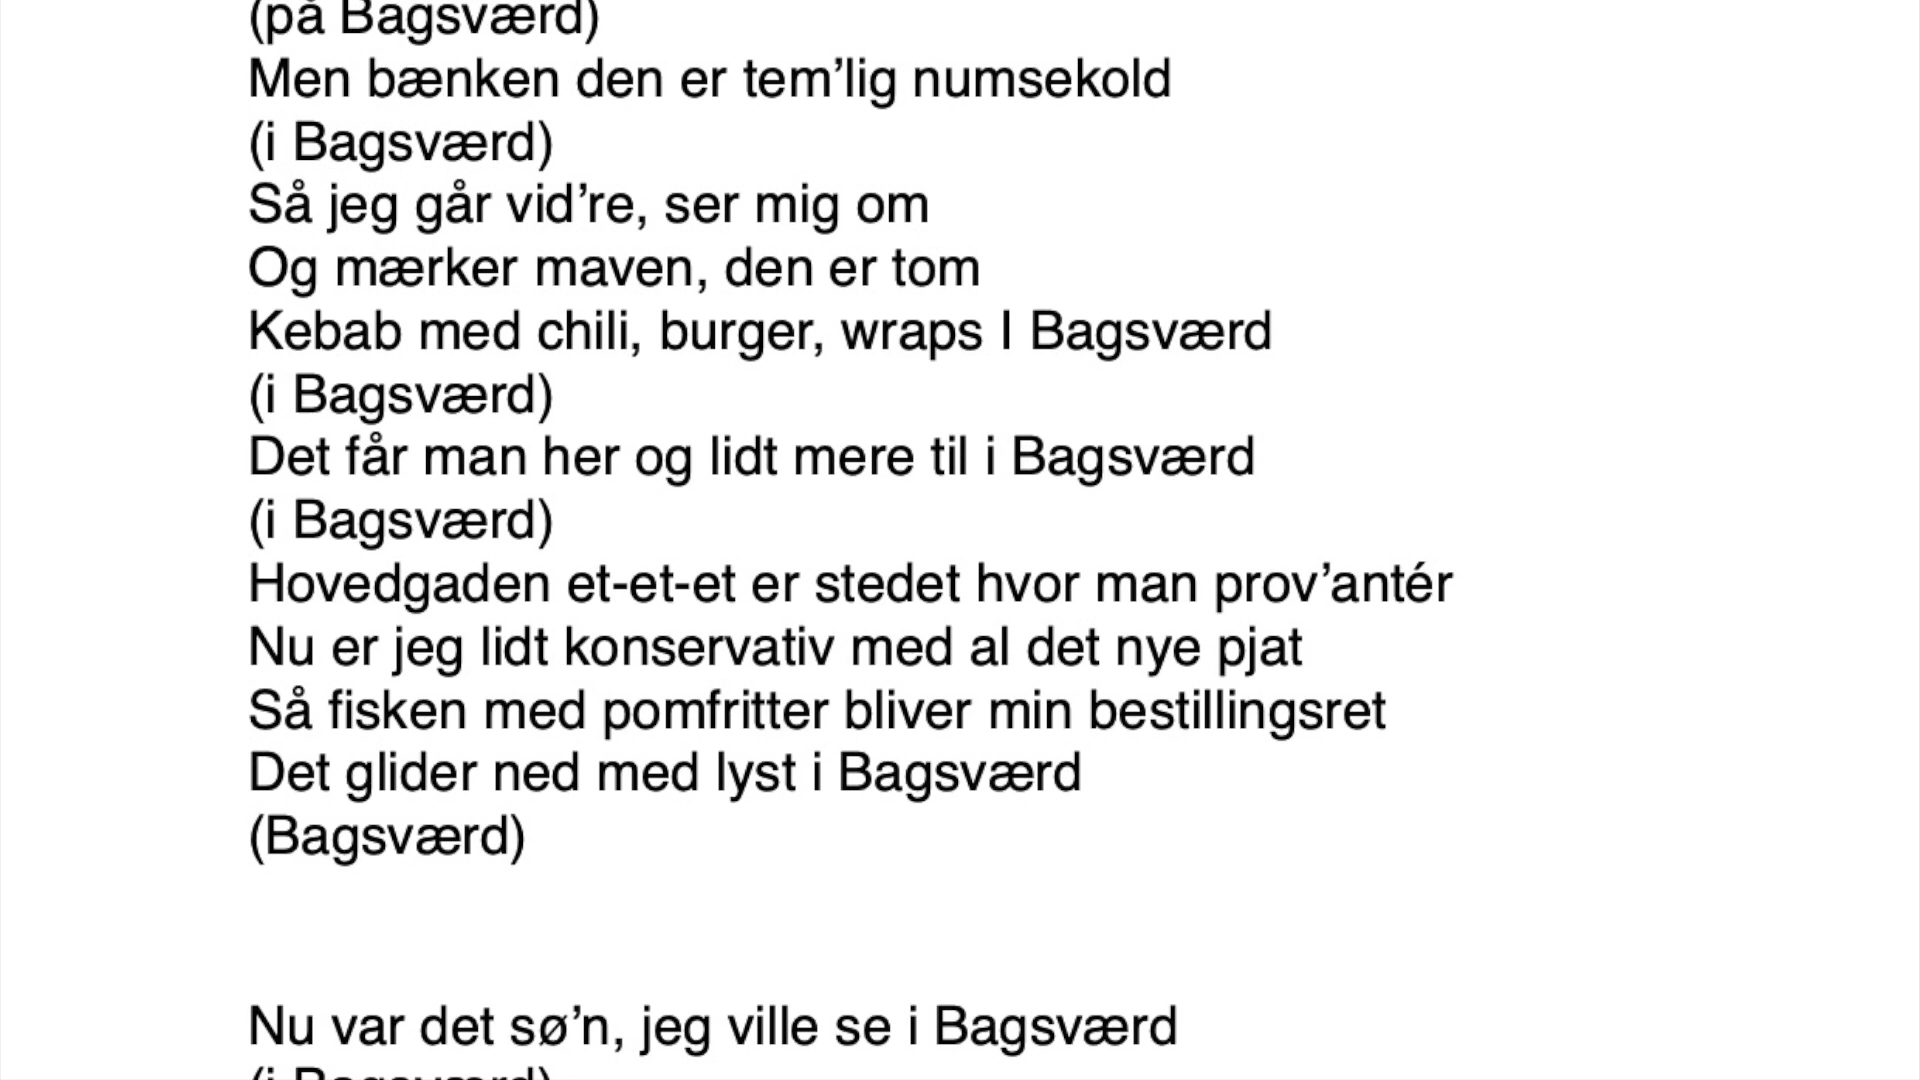 (på Bagsværd)
Men bænken den er tem’lig numsekold
(i Bagsværd)
Så jeg går vid’re, ser mig om
Og mærker maven, den er tom
Kebab med chili, burger, wraps I Bagsværd
(i Bagsværd)
Det får man her og lidt mere til i Bagsværd
(i Bagsværd)
Hovedgaden et-et-et er stedet hvor man prov’antér
Nu er jeg lidt konservativ med al det nye pjat
Så fisken med pomfritter bliver min bestillingsret
Det glider ned med lyst i Bagsværd
(Bagsværd)
Nu var det sø’n, jeg ville se i Bagsværd
(i Bagsværd)